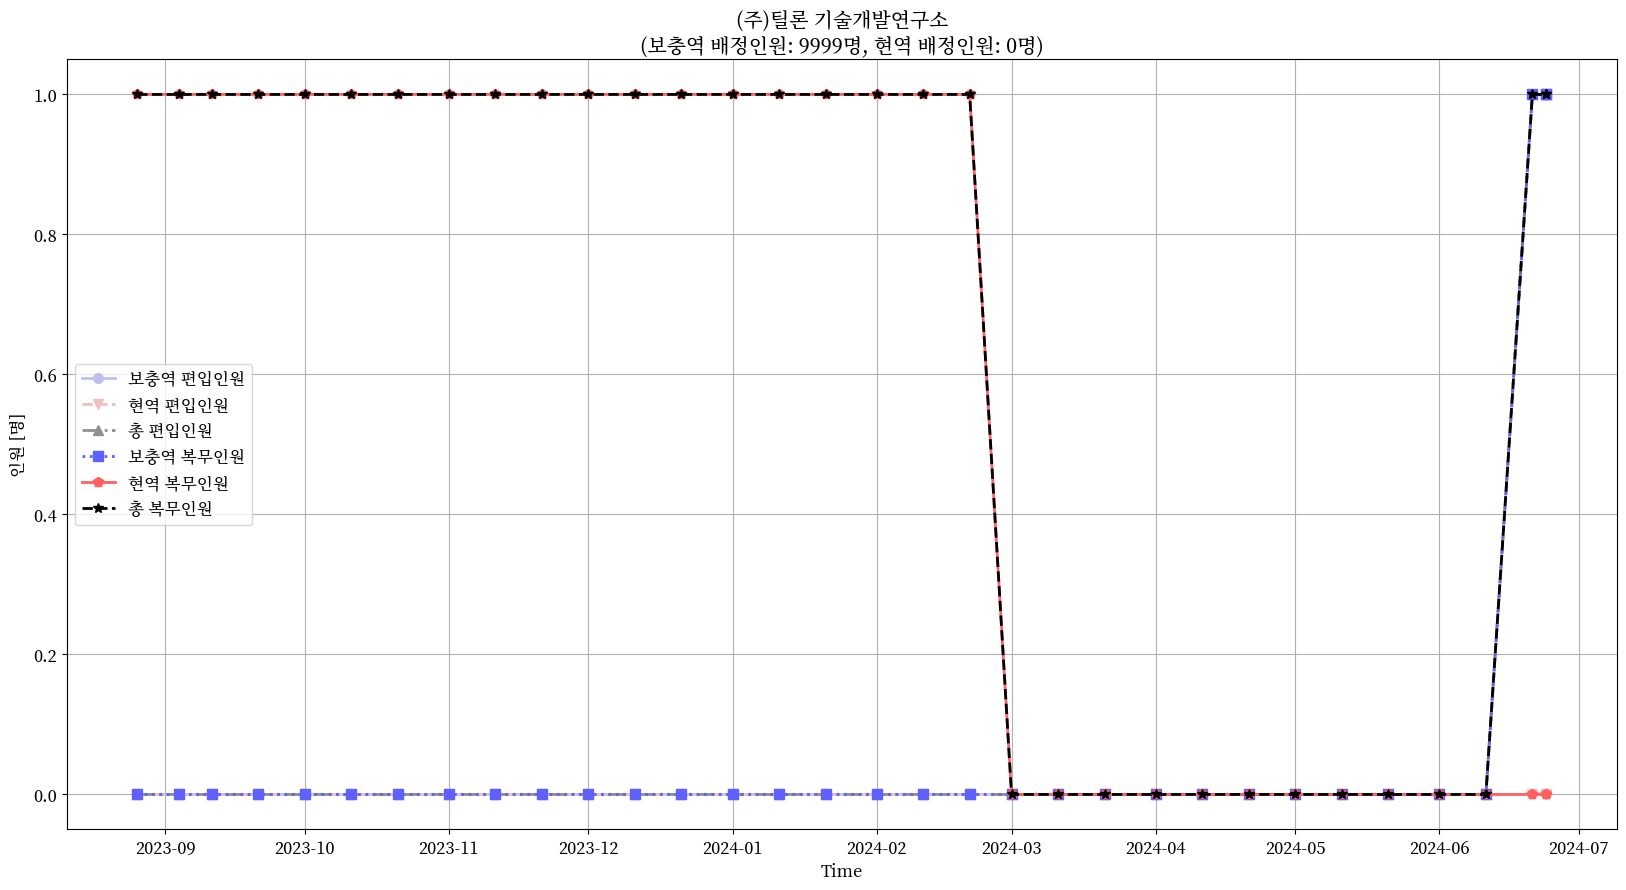 (주)틸론 기술개발연구소
(보충역 배정인원: 9999명, 현역 배정인원: 0명)
1.0
0.8
0.6
0.4
0.2
0.0
인원 [명]
보충역 편입인원
현역 편입인원
총 편입인원
보충역 복무인원
현역 복무인원
총 복무인원
2023-09
2023-10
2023-11
2023-12
2024-01
2024-02
2024-03
2024-04
2024-05
2024-06
2024-07
Time